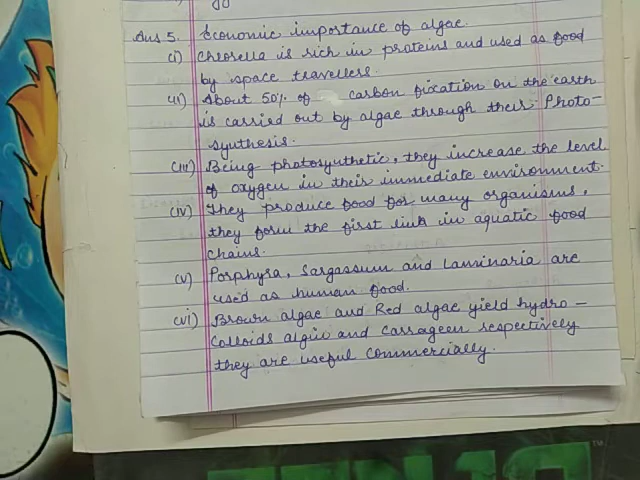 Ans 5. Economic importance of algae.
(i) Chlorella is rich in proteins and used as food
by space travellers.
(ii) About 50% of carbon fixation on the earth
is carried out by algae through their Photo-
synthesis.
(iii) Being photosynthetic, they increase the level
of oxygen in their immediate environment.
(iv) They produce food for many organisms,
they form the first link in aquatic food
chains.
(v) Porphyra, Sargassum and Laminaria are
used as human food.
(vi) Brown algae and Red algae yield hydro-
colloids algin and carrageen respectively
they are useful commercially.